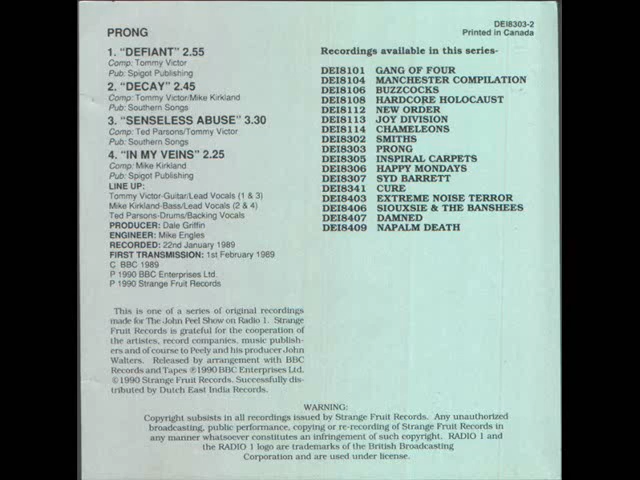 DEI8303-2
Printed in Canada
PRONG
1. "DEFIANT" 2.55
Comp: Tommy Victor
Pub: Spigot Publishing
2. "DECAY" 2.45
Comp: Tommy Victor/Mike Kirkland
Pub: Southern Songs
3. "SENSELESS ABUSE" 3.30
Comp: Ted Parsons/Tommy Victor
Pub: Southern Songs
4. "IN MY VEINS" 2.25
Comp: Mike Kirkland
Pub: Spigot Publishing
LINE UP:
Tommy Victor-Guitar/Lead Vocals (1 & 3)
Mike Kirkland-Bass/Lead Vocals (2 & 4)
Ted Parsons-Drums/Backing Vocals
PRODUCER: Dale Griffin
ENGINEER: Mike Engles
RECORDED: 22nd January 1989
FIRST TRANSMISSION: 1st February 1989
C BBC 1989
P 1990 BBC Enterprises Ltd.
P 1990 Strange Fruit Records
Recordings available in this series-
DEI8101 GANG OF FOUR
DEI8104 MANCHESTER COMPILATION
DEI8106 BUZZCOCKS
DEI8108 HARDCORE HOLOCAUST
DEI8112 NEW ORDER
DEI8113 JOY DIVISION
DEI8114 CHAMELEONS
DEI8302 SMITHS
DEI8303 PRONG
DEI8305 INSPIRAL CARPETS
DEI8306 HAPPY MONDAYS
DEI8307 SYD BARRETT
DEI8341 CURE
DEI8403 EXTREME NOISE TERROR
DEI8406 SIOUXSIE & THE BANSHEES
DEI8407 DAMNED
DEI8409 NAPALM DEATH
This is one of a series of original recordings
made for The John Peel Show on Radio 1. Strange
Fruit Records is grateful for the cooperation of
the artistes, record companies, music publish-
ers and of course to Peely and his producer John
Walters. Released by arrangement with BBC
Records and Tapes ℗1990 BBC Enterprises Ltd.
©1990 Strange Fruit Records. Successfully dis-
tributed by Dutch East India Records.
WARNING:
Copyright subsists in all recordings issued by Strange Fruit Records. Any unauthorized
broadcasting, public performance, copying or re-recording of Strange Fruit Records in
any manner whatsoever constitutes an infringement of such copyright. RADIO 1 and
the RADIO 1 logo are trademarks of the British Broadcasting
Corporation and are used under license.